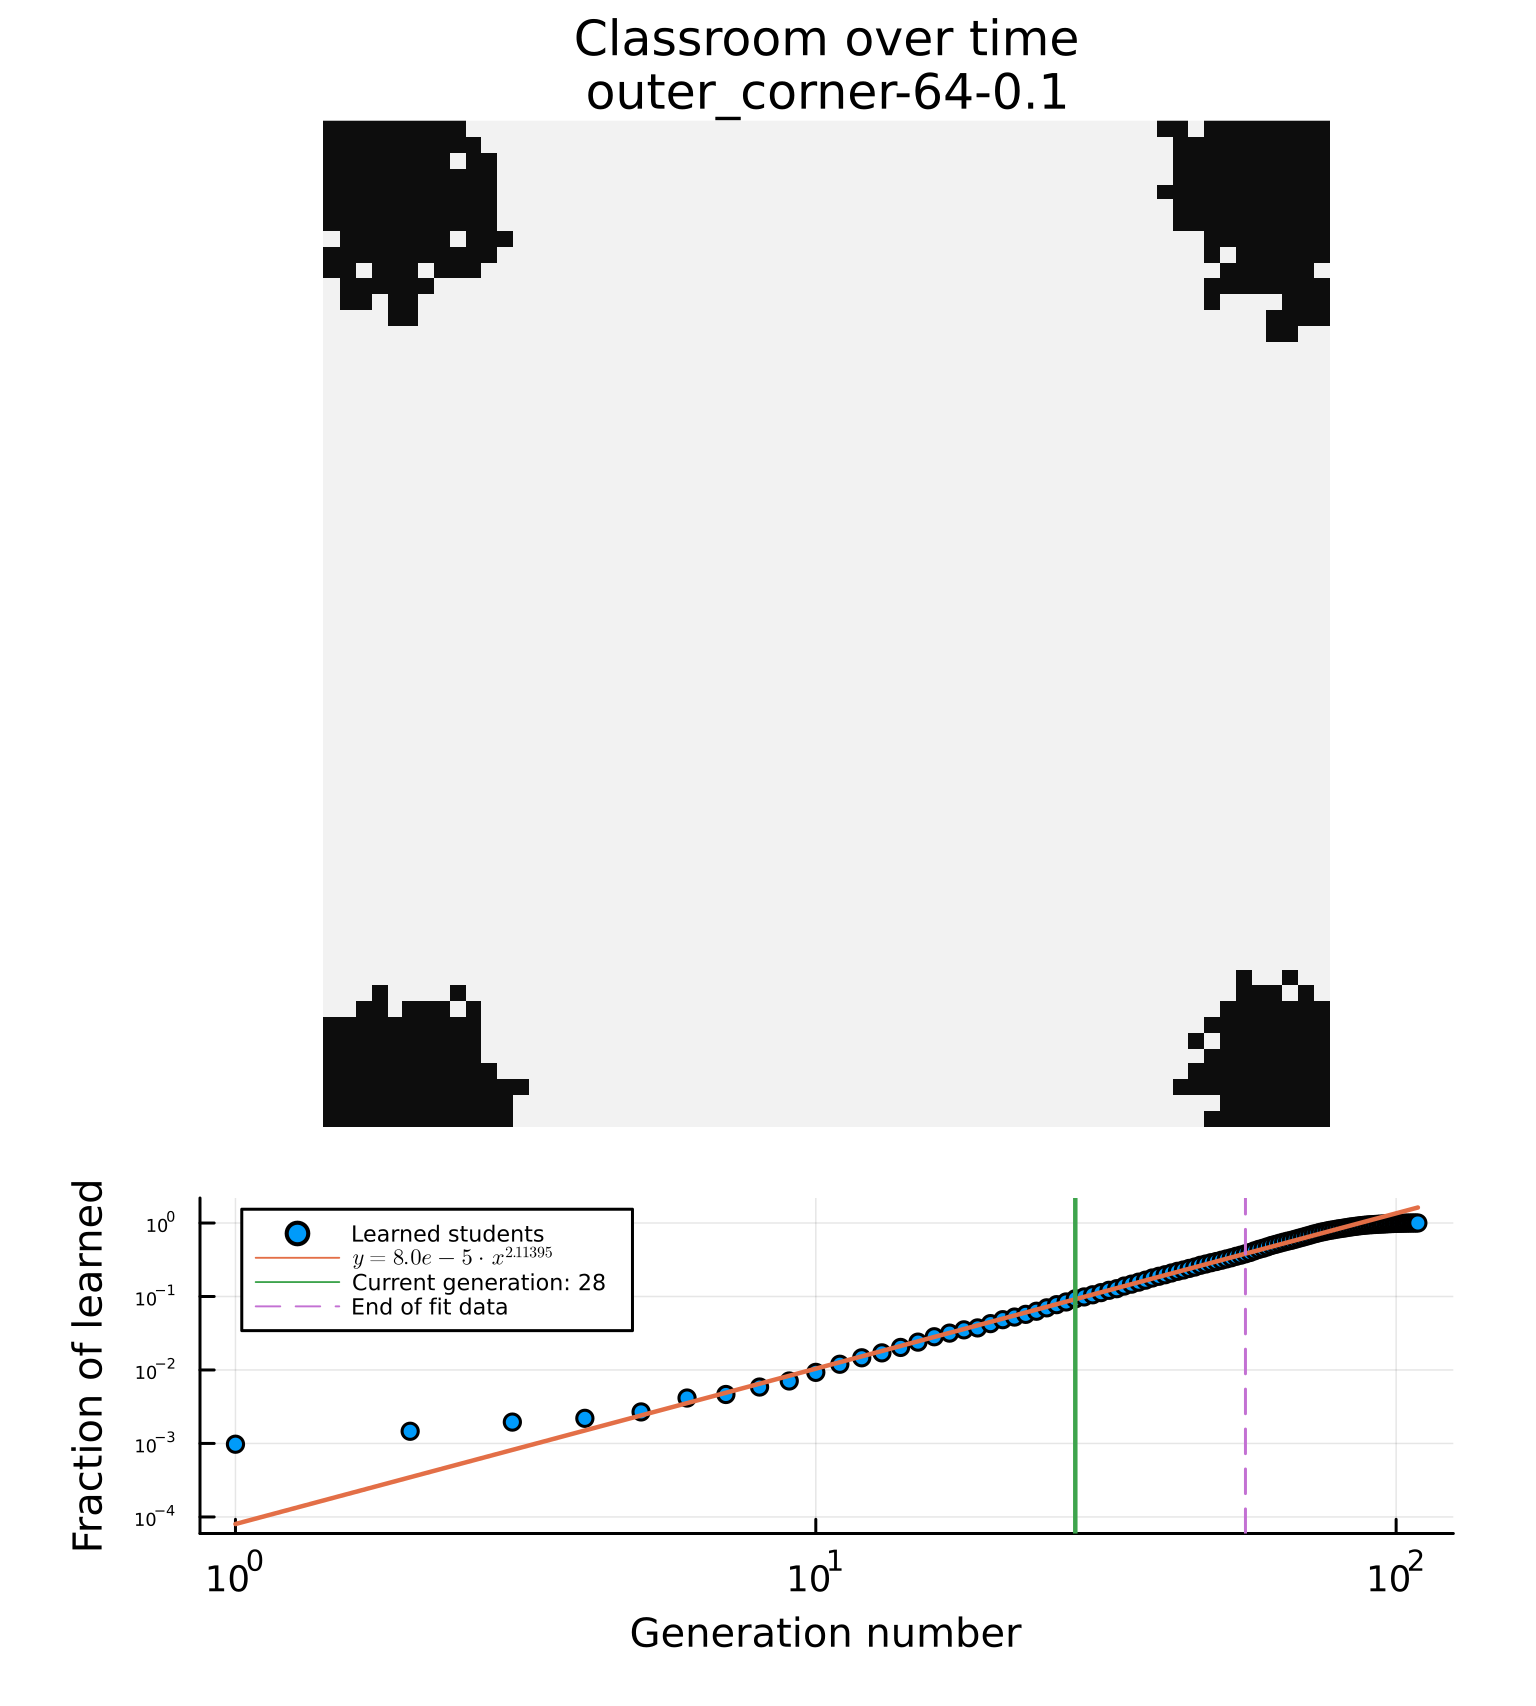 Classroom over time
outer_corner-64-0.1
Fraction of learned
10^0
10^-1
10^-2
10^-3
10^-4
Learned students
y = 8.0e − 5 · x^2.11395
Current generation: 28
End of fit data
10^0 10^1 10^2
Generation number